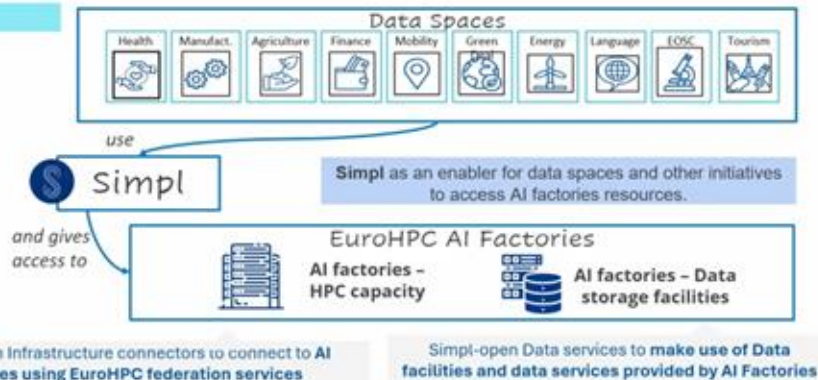 Data Spaces
Health Manufact. Agriculture Finance Mobility Green Energy Language EOSC Tourism
use
S Simpl
Simpl as an enabler for data spaces and other initiatives
to access AI factories resources.
and gives
access to
EuroHPC AI Factories
AI factories –
HPC capacity
AI factories – Data
storage facilities
Infrastructure connectors to connect to AI
using EuroHPC federation services
Simpl-open Data services to make use of Data
facilities and data services provided by AI Factories